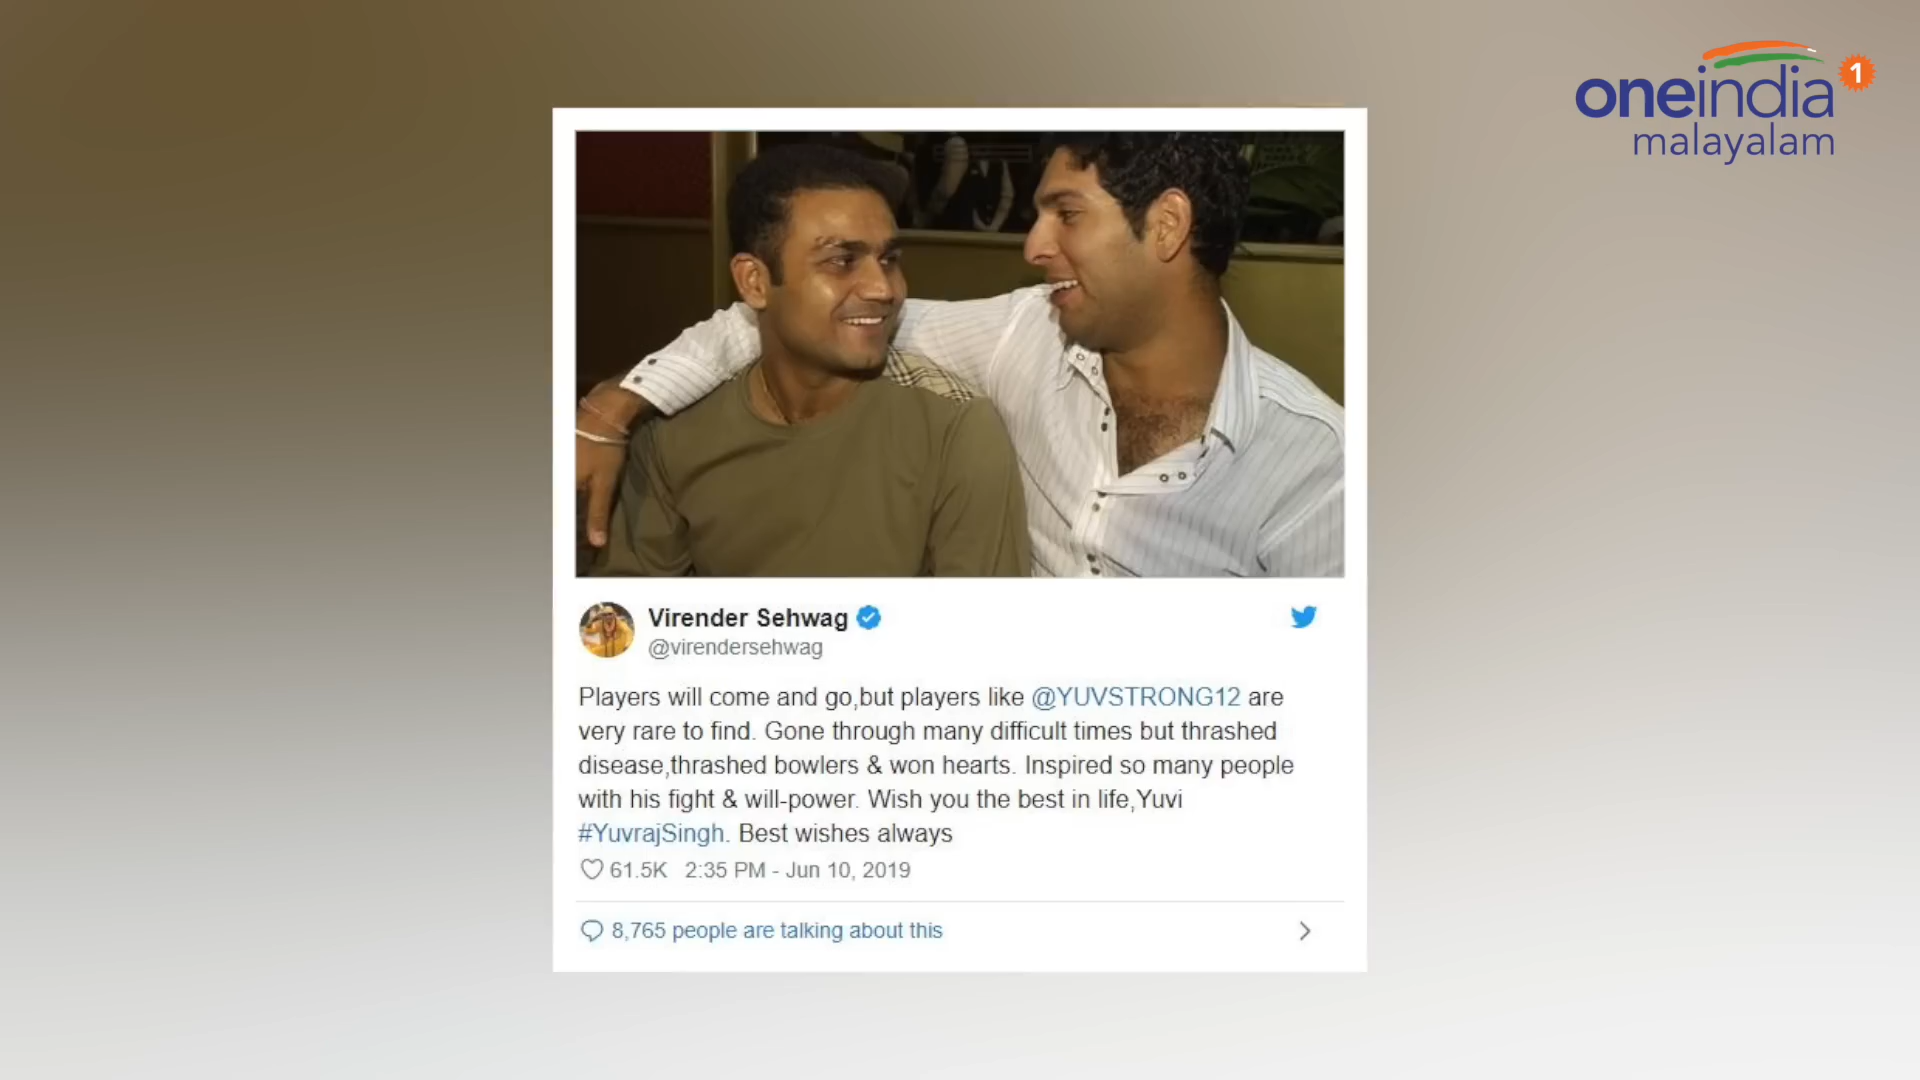 oneindia 1
malayalam
Virender Sehwag
@virendersehwag
Players will come and go,but players like @YUVSTRONG12 are
very rare to find. Gone through many difficult times but thrashed
disease,thrashed bowlers & won hearts. Inspired so many people
with his fight & will-power. Wish you the best in life,Yuvi
#YuvrajSingh. Best wishes always
61.5K 2:35 PM - Jun 10, 2019
8,765 people are talking about this